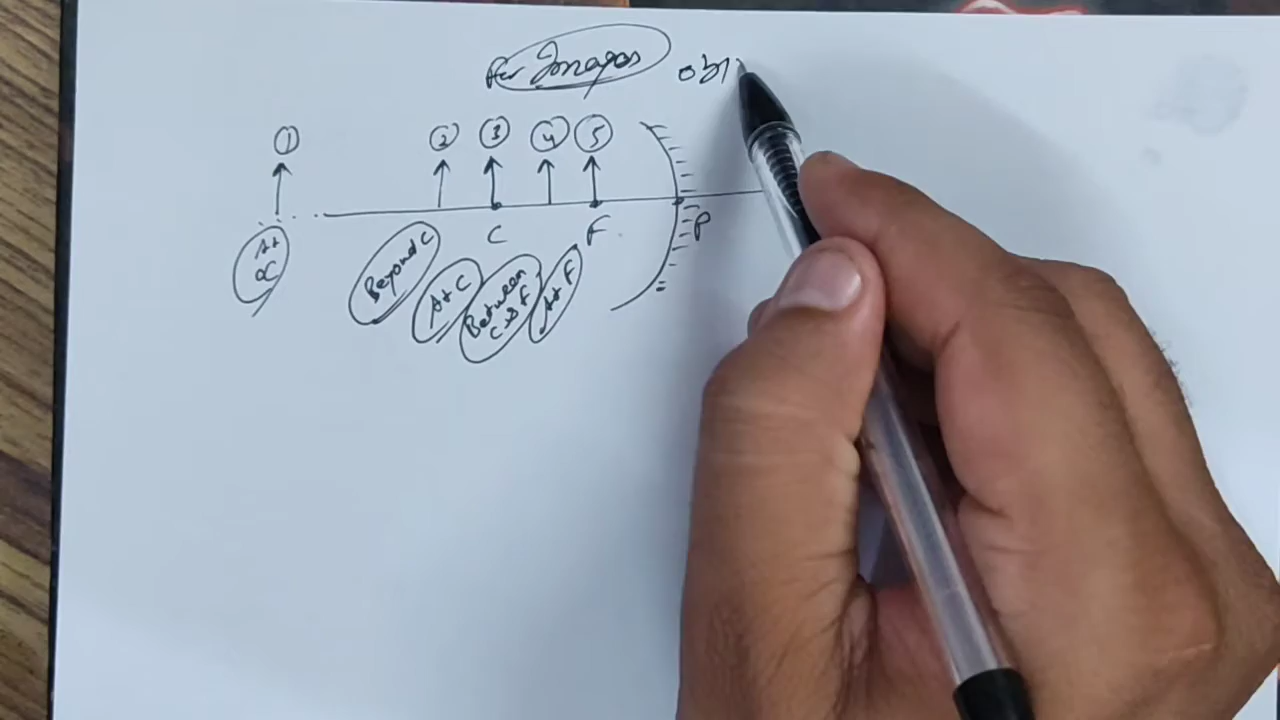 For Images obj
1 2 3 4 5
C F P
At ∞
Beyond C
At C
Between C & F
At F